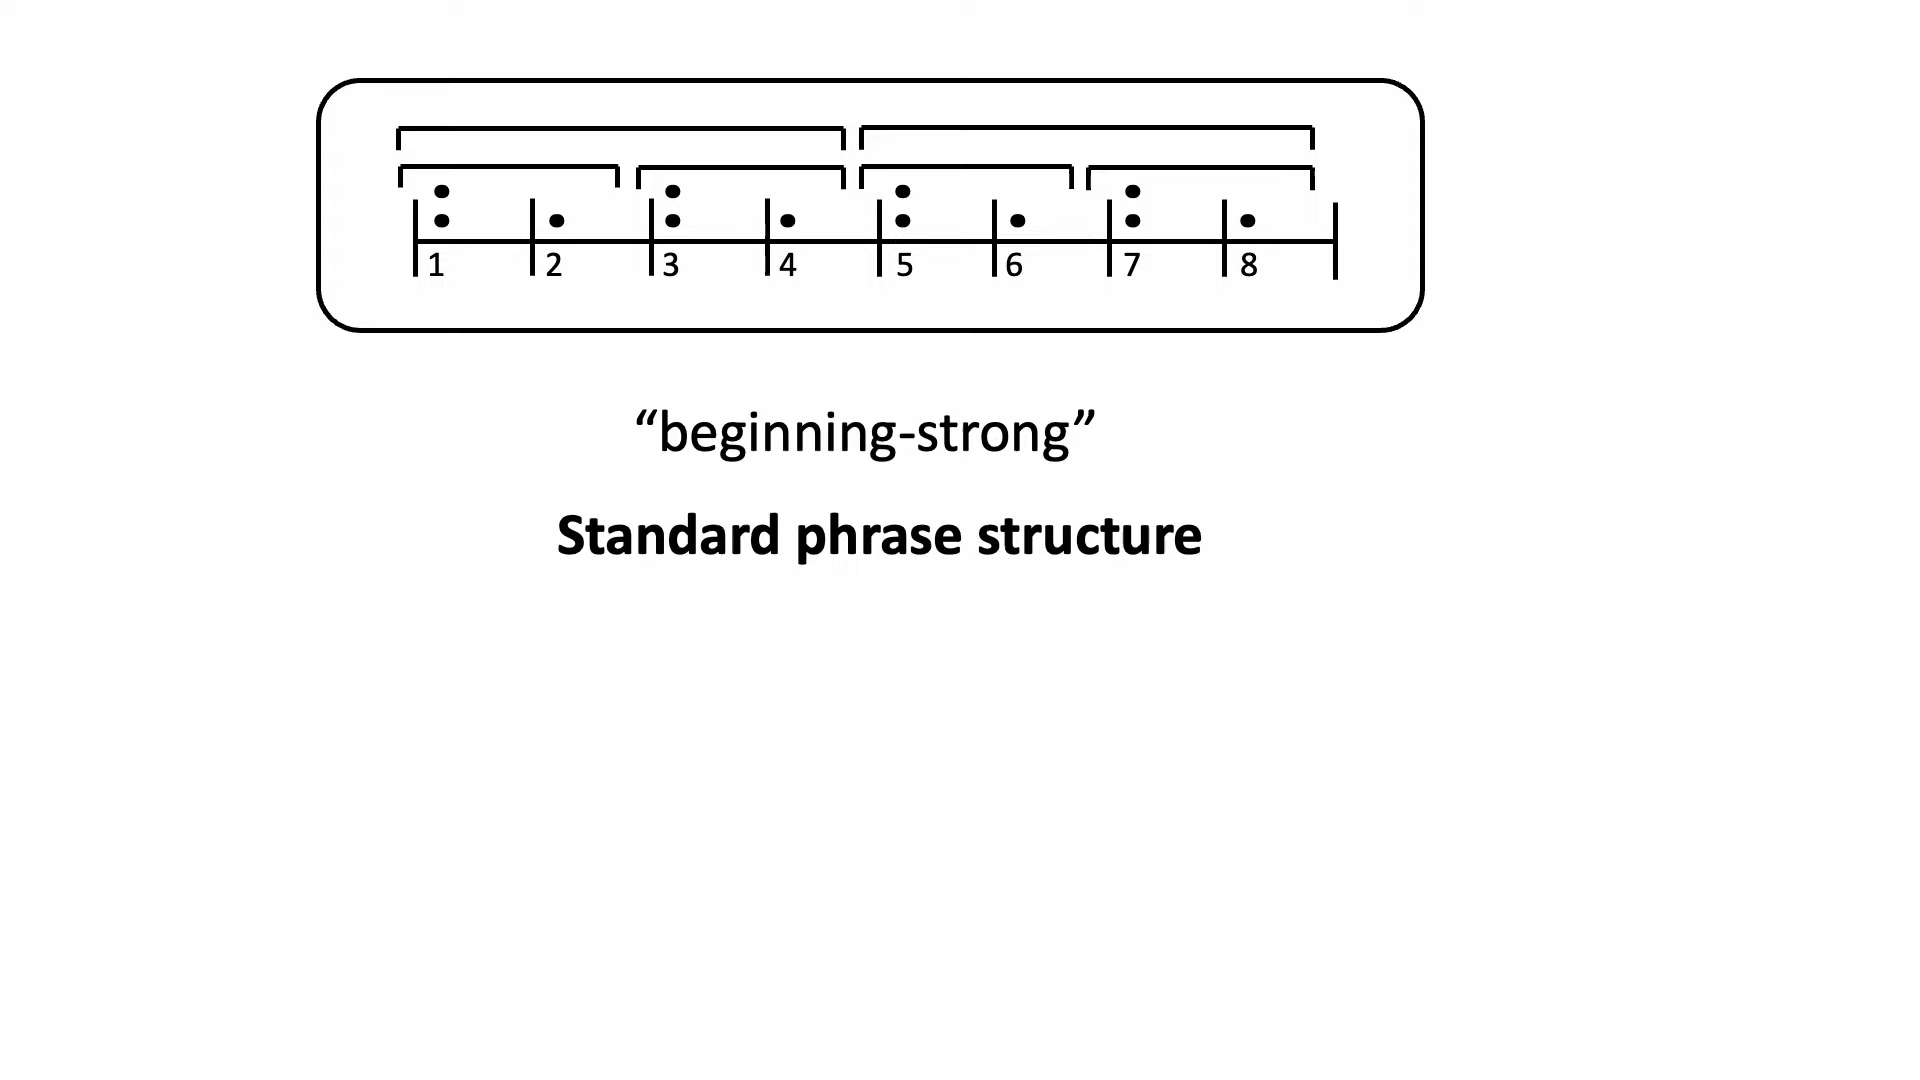 1 2 3 4 5 6 7 8
“beginning-strong”
Standard phrase structure